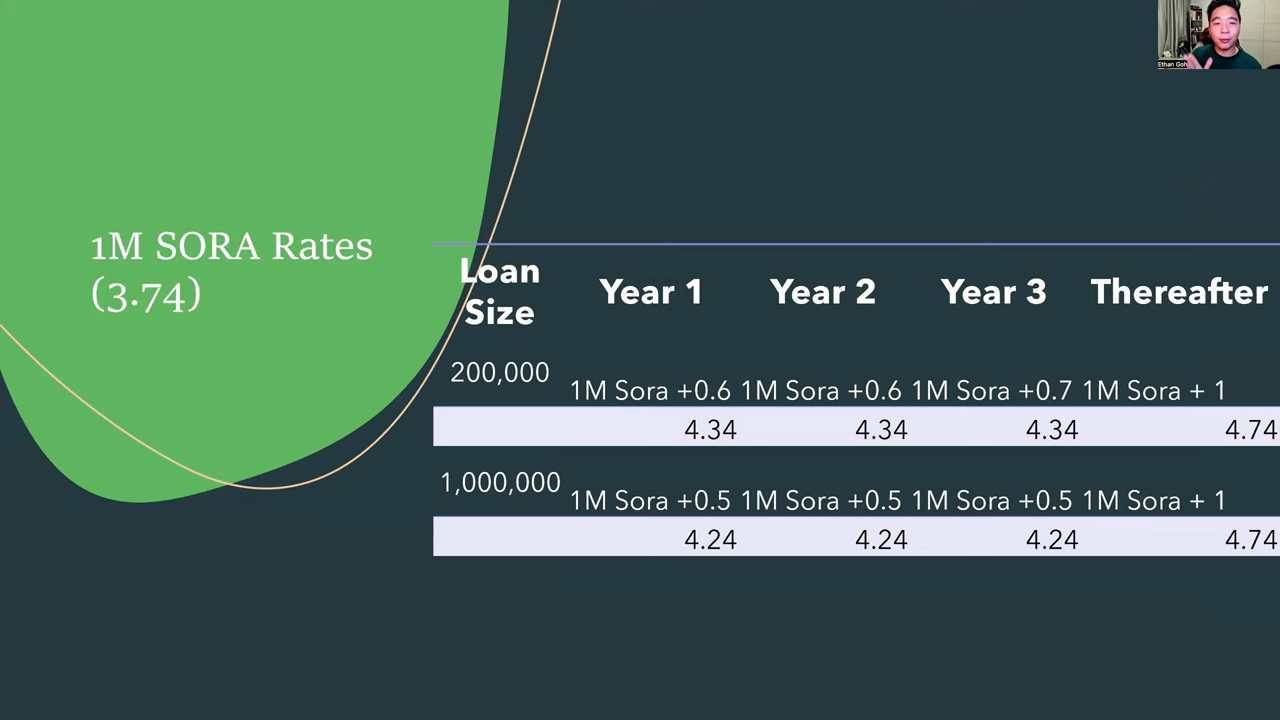 Ethan Goh
1M SORA Rates
(3.74)
Loan Size Year 1 Year 2 Year 3 Thereafter
200,000 1M Sora +0.6 1M Sora +0.6 1M Sora +0.7 1M Sora + 1
4.34 4.34 4.34 4.74
1,000,000 1M Sora +0.5 1M Sora +0.5 1M Sora +0.5 1M Sora + 1
4.24 4.24 4.24 4.74